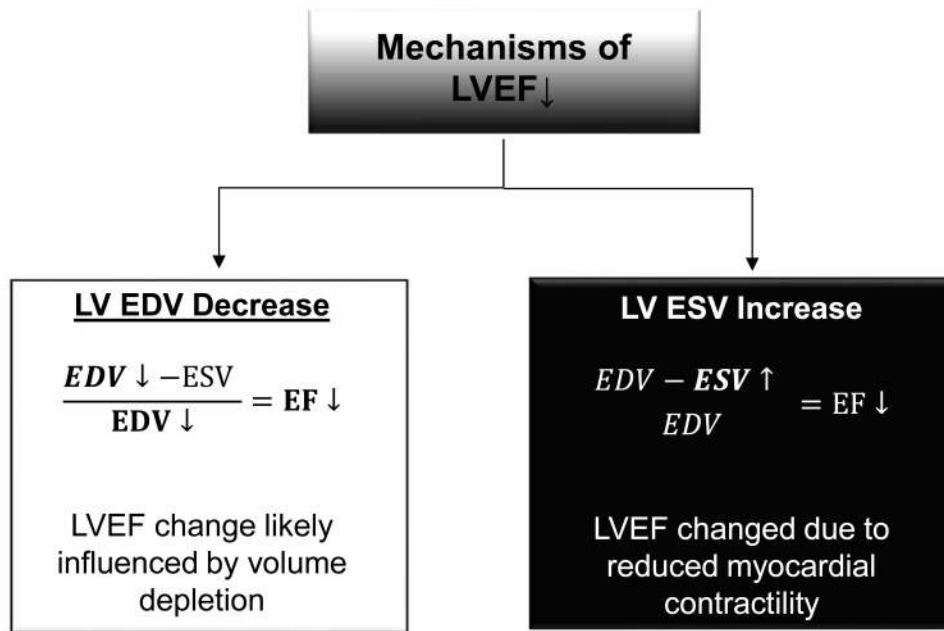 Mechanisms of
LVEF↓
LV EDV Decrease
EDV ↓ −ESV
EDV ↓
= EF ↓
LVEF change likely
influenced by volume
depletion
LV ESV Increase
EDV − ESV ↑
EDV
= EF ↓
LVEF changed due to
reduced myocardial
contractility